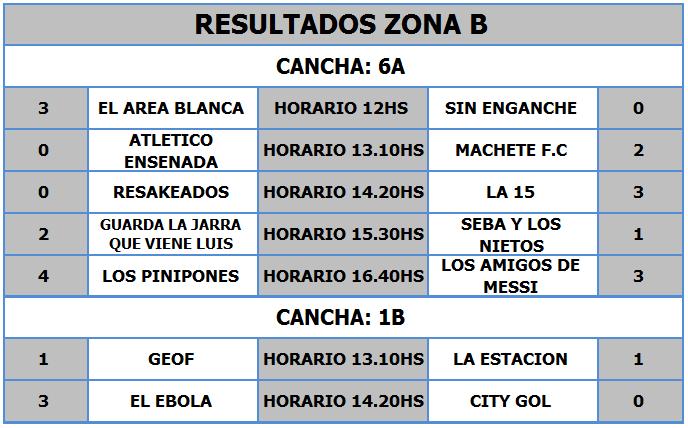 RESULTADOS ZONA B
CANCHA: 6A
3 EL AREA BLANCA HORARIO 12HS SIN ENGANCHE 0
0 ATLETICO ENSENADA HORARIO 13.10HS MACHETE F.C 2
0 RESAKEADOS HORARIO 14.20HS LA 15 3
2 GUARDA LA JARRA QUE VIENE LUIS HORARIO 15.30HS SEBA Y LOS NIETOS 1
4 LOS PINIPONES HORARIO 16.40HS LOS AMIGOS DE MESSI 3
CANCHA: 1B
1 GEOF HORARIO 13.10HS LA ESTACION 1
3 EL EBOLA HORARIO 14.20HS CITY GOL 0